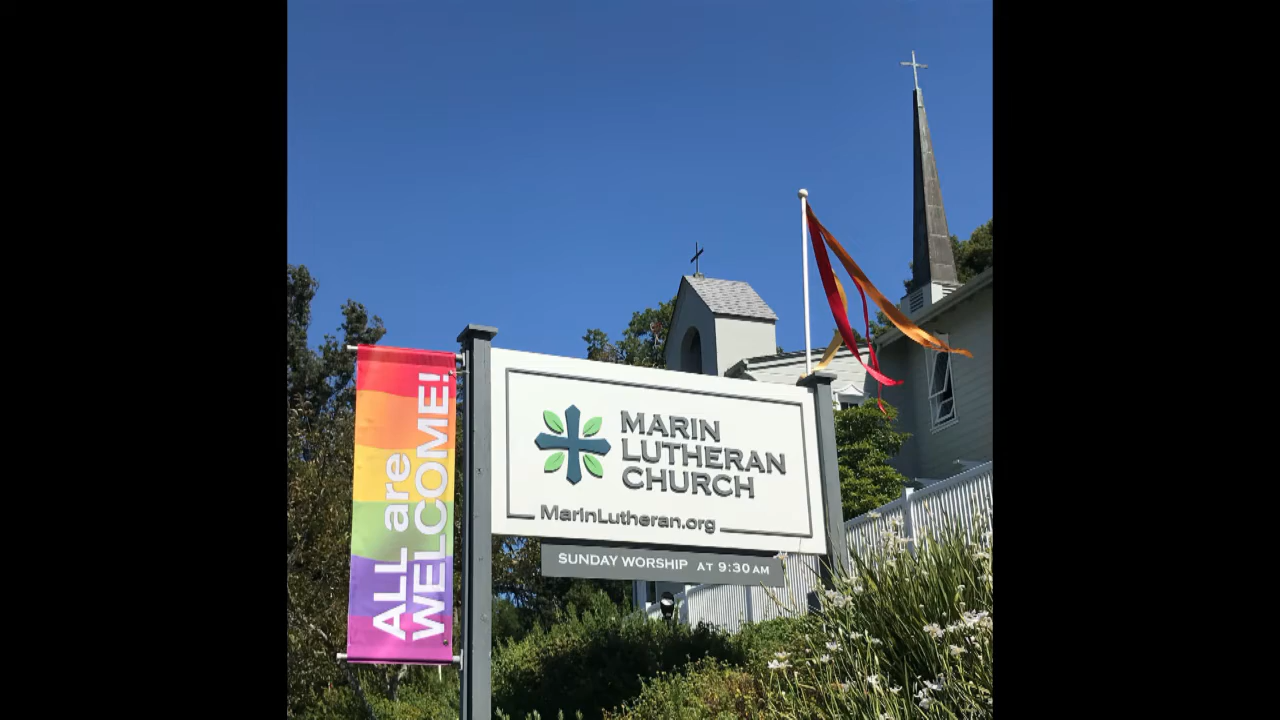 ALL are
WELCOME!
MARIN
LUTHERAN
CHURCH
MarinLutheran.org
SUNDAY WORSHIP AT 9:30 AM